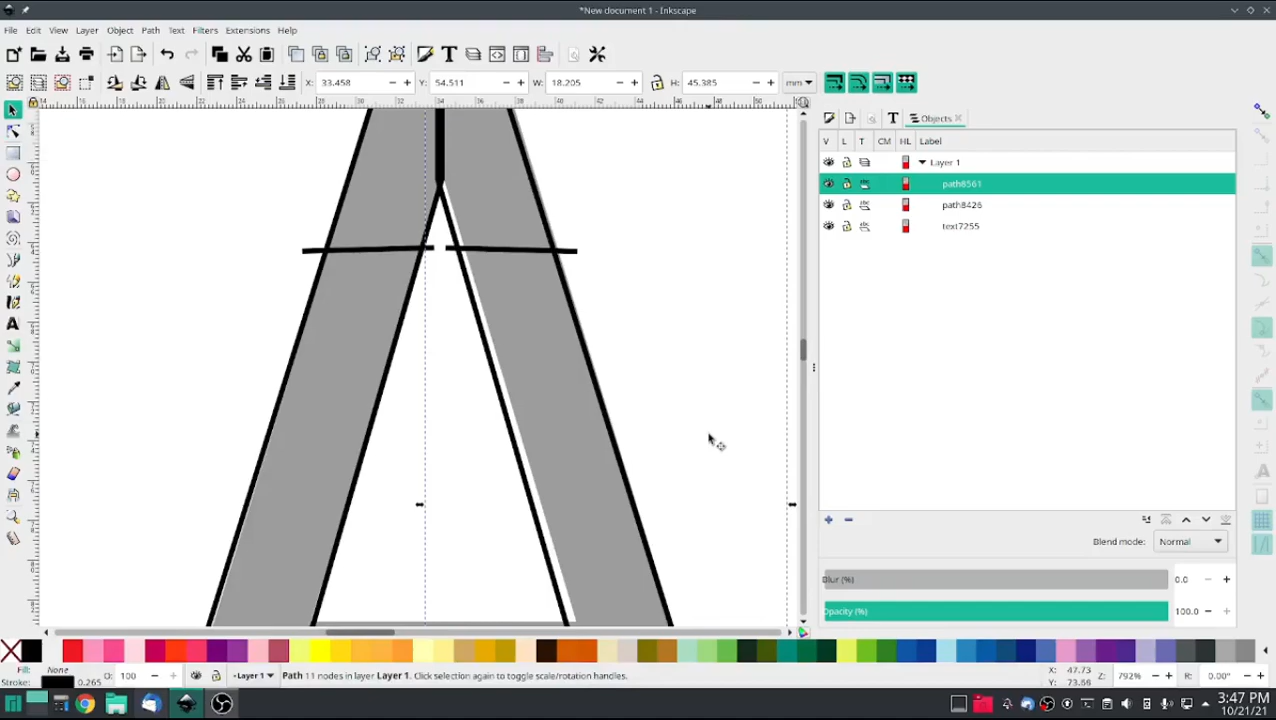 *New document 1 - Inkscape
File Edit View Layer Object Path Text Filters Extensions Help
X: 33.458 − + Y: 54.511 − + W: 18.205 − + H: 45.385 − + mm
Objects
V L T CM HL Label
Layer 1
path8561
path8426
text7255
Blend mode: Normal
Blur (%) 0.0 − +
Opacity (%) 100.0 − +
Fill: None
Stroke: 0.265 O: 100 − + Layer 1 Path 11 nodes in layer Layer 1. Click selection again to toggle scale/rotation handles.
X: 47.73
Y: 73.66
Z: 792% − + R: 0.00° − +
3:47 PM
10/21/21